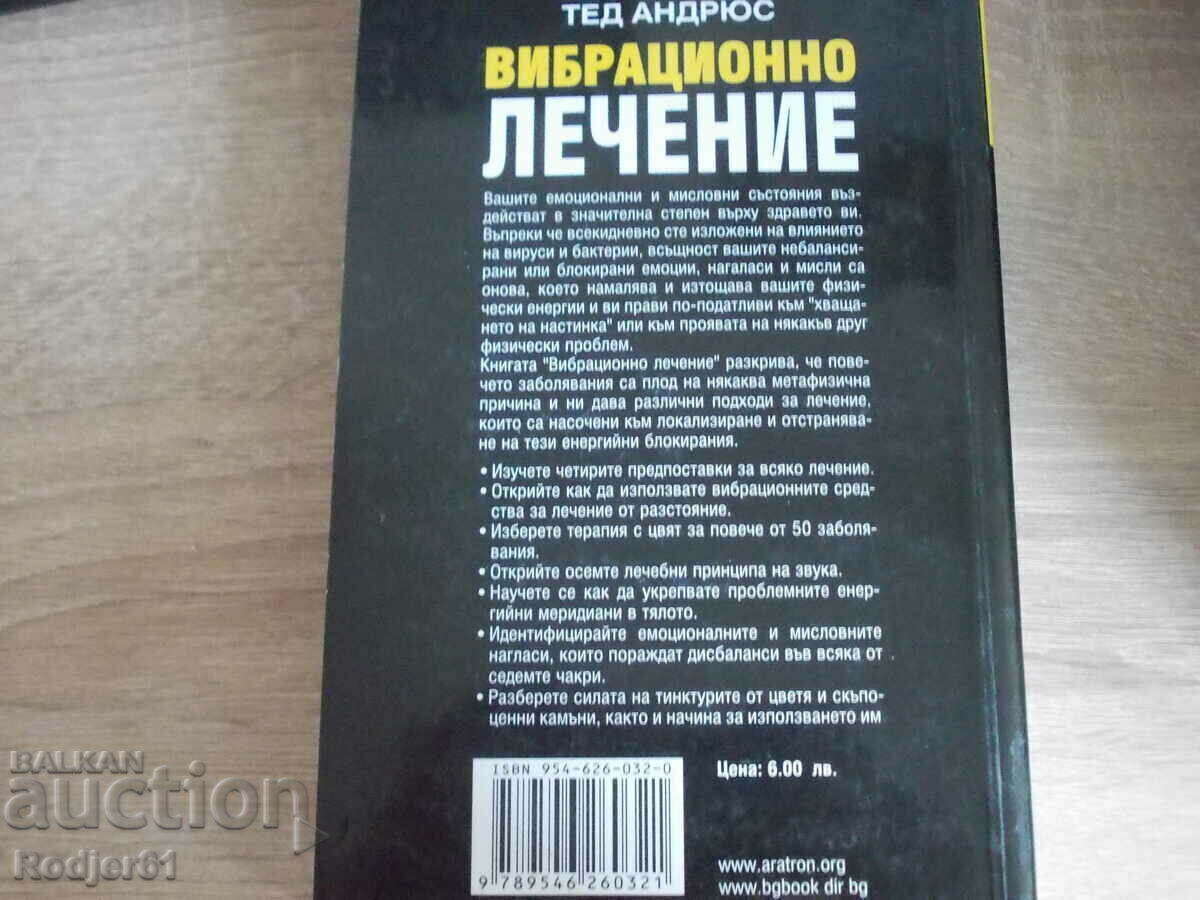 ТЕД АНДРЮС
ВИБРАЦИОННО
ЛЕЧЕНИЕ
Вашите емоционални и мисловни състояния въз-
действат в значителна степен върху здравето ви.
Въпреки че всекидневно сте изложени на влиянието
на вируси и бактерии, всъщност вашите небаланси-
рани или блокирани емоции, нагаласи и мисли са
онова, което намалява и изтощава вашите физи-
чески енергии и ви прави по-податливи към "хваща-
нето на настинка" или към проявата на някакъв друг
физически проблем.
Книгата "Вибрационно лечение" разкрива, че пове-
чето заболявания са плод на някаква метафизична
причина и ни дава различни подходи за лечение,
които са насочени към локализиране и отстранява-
не на тези енергийни блокирания.
• Изучете четирите предпоставки за всяко лечение.
• Открийте как да използвате вибрационните сред-
ства за лечение от разстояние.
• Изберете терапия с цвят за повече от 50 заболя-
вания.
• Открийте осемте лечебни принципа на звука.
• Научете се как да укрепвате проблемните енер-
гийни меридиани в тялото.
• Идентифицирайте емоционалните и мисловните
нагласи, които пораждат дисбаланси във всяка от
седемте чакри.
• Разберете силата на тинктурите от цветя и скъпо-
ценни камъни, както и начина за използването им
ISBN 954-626-032-0
Цена: 6.00 лв.
9 789546 260321
www.aratron.org
www.bgbook dir bg
BALKAN
auction
Rodjer61